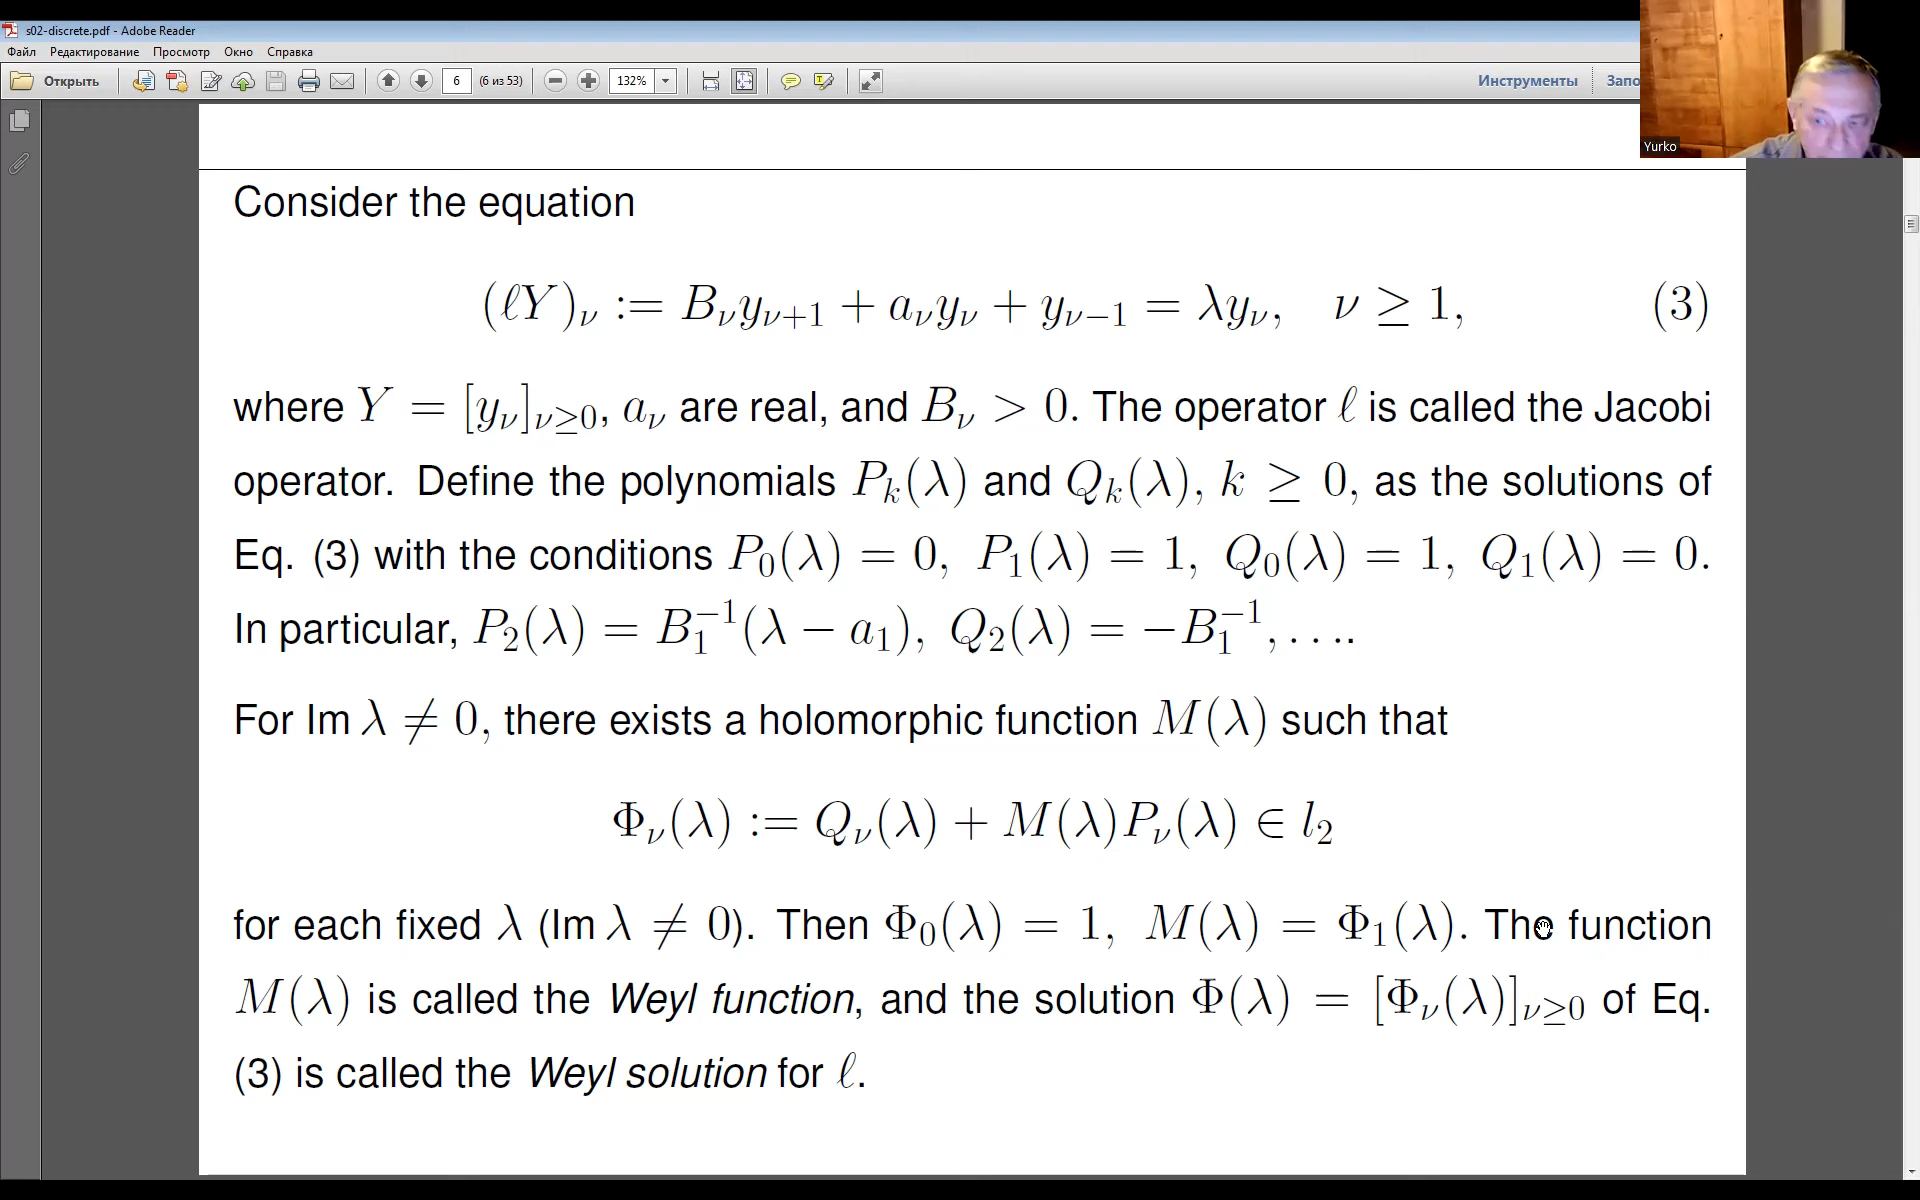 s02-discrete.pdf - Adobe Reader
Файл Редактирование Просмотр Окно Справка
Открыть 6 (6 из 53) 132% Инструменты
Yurko
Consider the equation
(ℓY)_ν := B_ν y_{ν+1} + a_ν y_ν + y_{ν−1} = λy_ν, ν ≥ 1, (3)
where Y = [y_ν]_{ν≥0}, a_ν are real, and B_ν > 0. The operator ℓ is called the Jacobi
operator. Define the polynomials P_k(λ) and Q_k(λ), k ≥ 0, as the solutions of
Eq. (3) with the conditions P_0(λ) = 0, P_1(λ) = 1, Q_0(λ) = 1, Q_1(λ) = 0.
In particular, P_2(λ) = B_1^{−1}(λ − a_1), Q_2(λ) = −B_1^{−1}, . . . .
For Im λ ≠ 0, there exists a holomorphic function M(λ) such that
Φ_ν(λ) := Q_ν(λ) + M(λ)P_ν(λ) ∈ l_2
for each fixed λ (Im λ ≠ 0). Then Φ_0(λ) = 1, M(λ) = Φ_1(λ). The function
M(λ) is called the Weyl function, and the solution Φ(λ) = [Φ_ν(λ)]_{ν≥0} of Eq.
(3) is called the Weyl solution for ℓ.